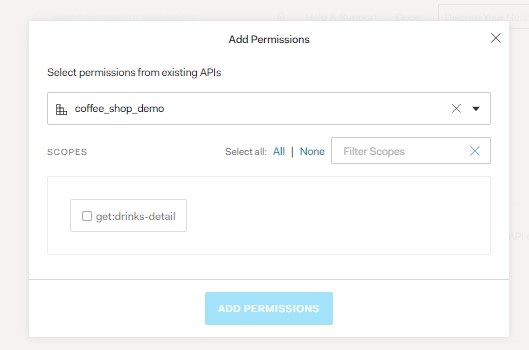 Add Permissions
Select permissions from existing APIs
coffee_shop_demo
SCOPES Select all: All | None Filter Scopes
get:drinks-detail
ADD PERMISSIONS